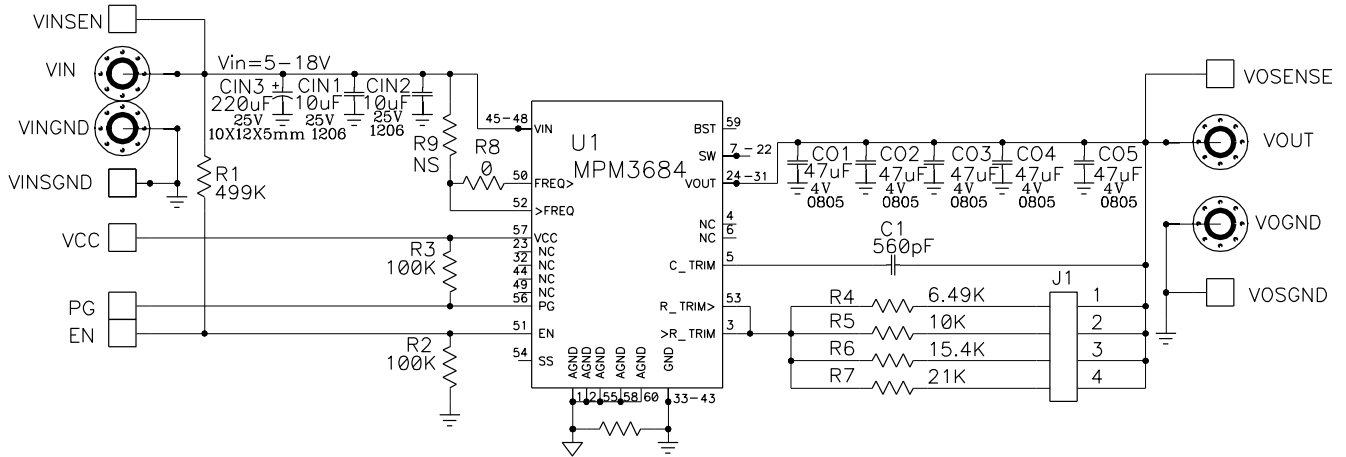 VINSEN
VIN
VINGND
VINSGND
VCC
PG
EN
Vin=5-18V
CIN3
220uF
25V
10X12X5mm
+
CIN1
10uF
25V
1206
CIN2
10uF
25V
1206
R1
499K
R9
NS
R8
0
R3
100K
R2
100K
U1
MPM3684
45-48
VIN
50
FREQ>
52
>FREQ
57
VCC
23
NC
32
NC
44
NC
49
NC
56
PG
51
EN
54
SS
AGND
AGND
AGND
AGND
AGND
GND
1
2
55
58
60
33-43
BST
59
SW
7-22
VOUT
24-31
NC
4
NC
6
C_TRIM
5
R_TRIM>
53
>R_TRIM
3
CO1
47uF
4V
0805
CO2
47uF
4V
0805
CO3
47uF
4V
0805
CO4
47uF
4V
0805
CO5
47uF
4V
0805
C1
560pF
R4
6.49K
R5
10K
R6
15.4K
R7
21K
J1
1
2
3
4
VOSENSE
VOUT
VOGND
VOSGND